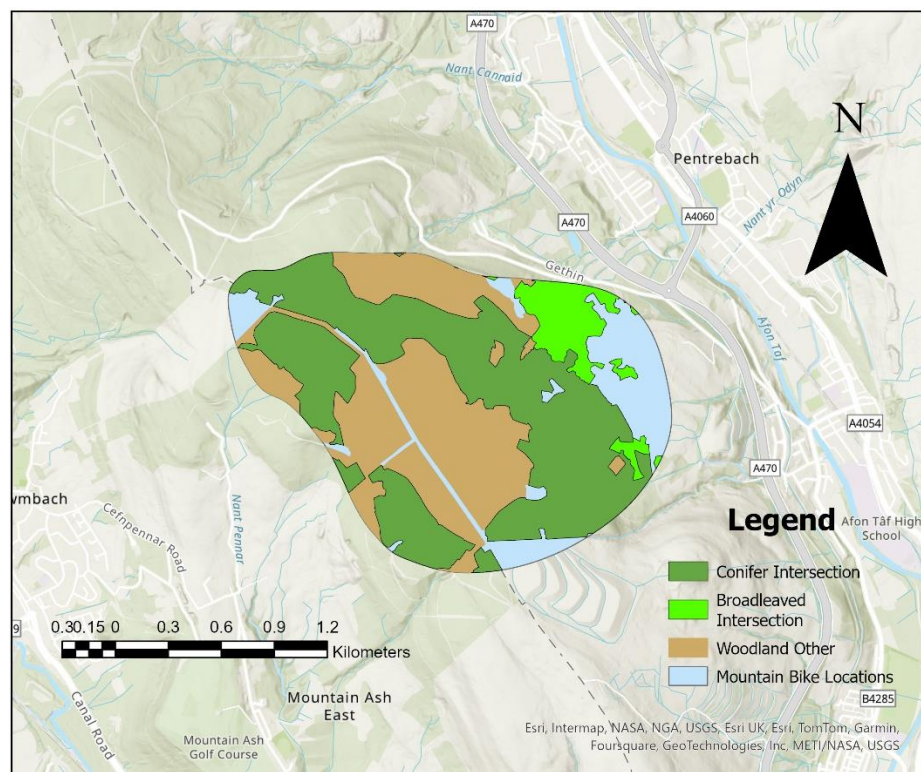 A470
Nant Cannaid
N
Pentrebach
Nant yr Odyn
A470
A4060
Gethin
Afon Taf
A4054
A470
wmbach
Cefnpennar Road
Nant Pennar
Legend
Afon Tâf High
School
Conifer Intersection
Broadleaved
Intersection
Woodland Other
Mountain Bike Locations
9
0.30.15 0 0.3 0.6 0.9 1.2
Kilometers
Canal Road
Mountain Ash
East
B4285
Mountain Ash
Golf Course
Esri, Intermap, NASA, NGA, USGS, Esri UK, Esri, TomTom, Garmin,
Foursquare, GeoTechnologies, Inc, METI/NASA, USGS